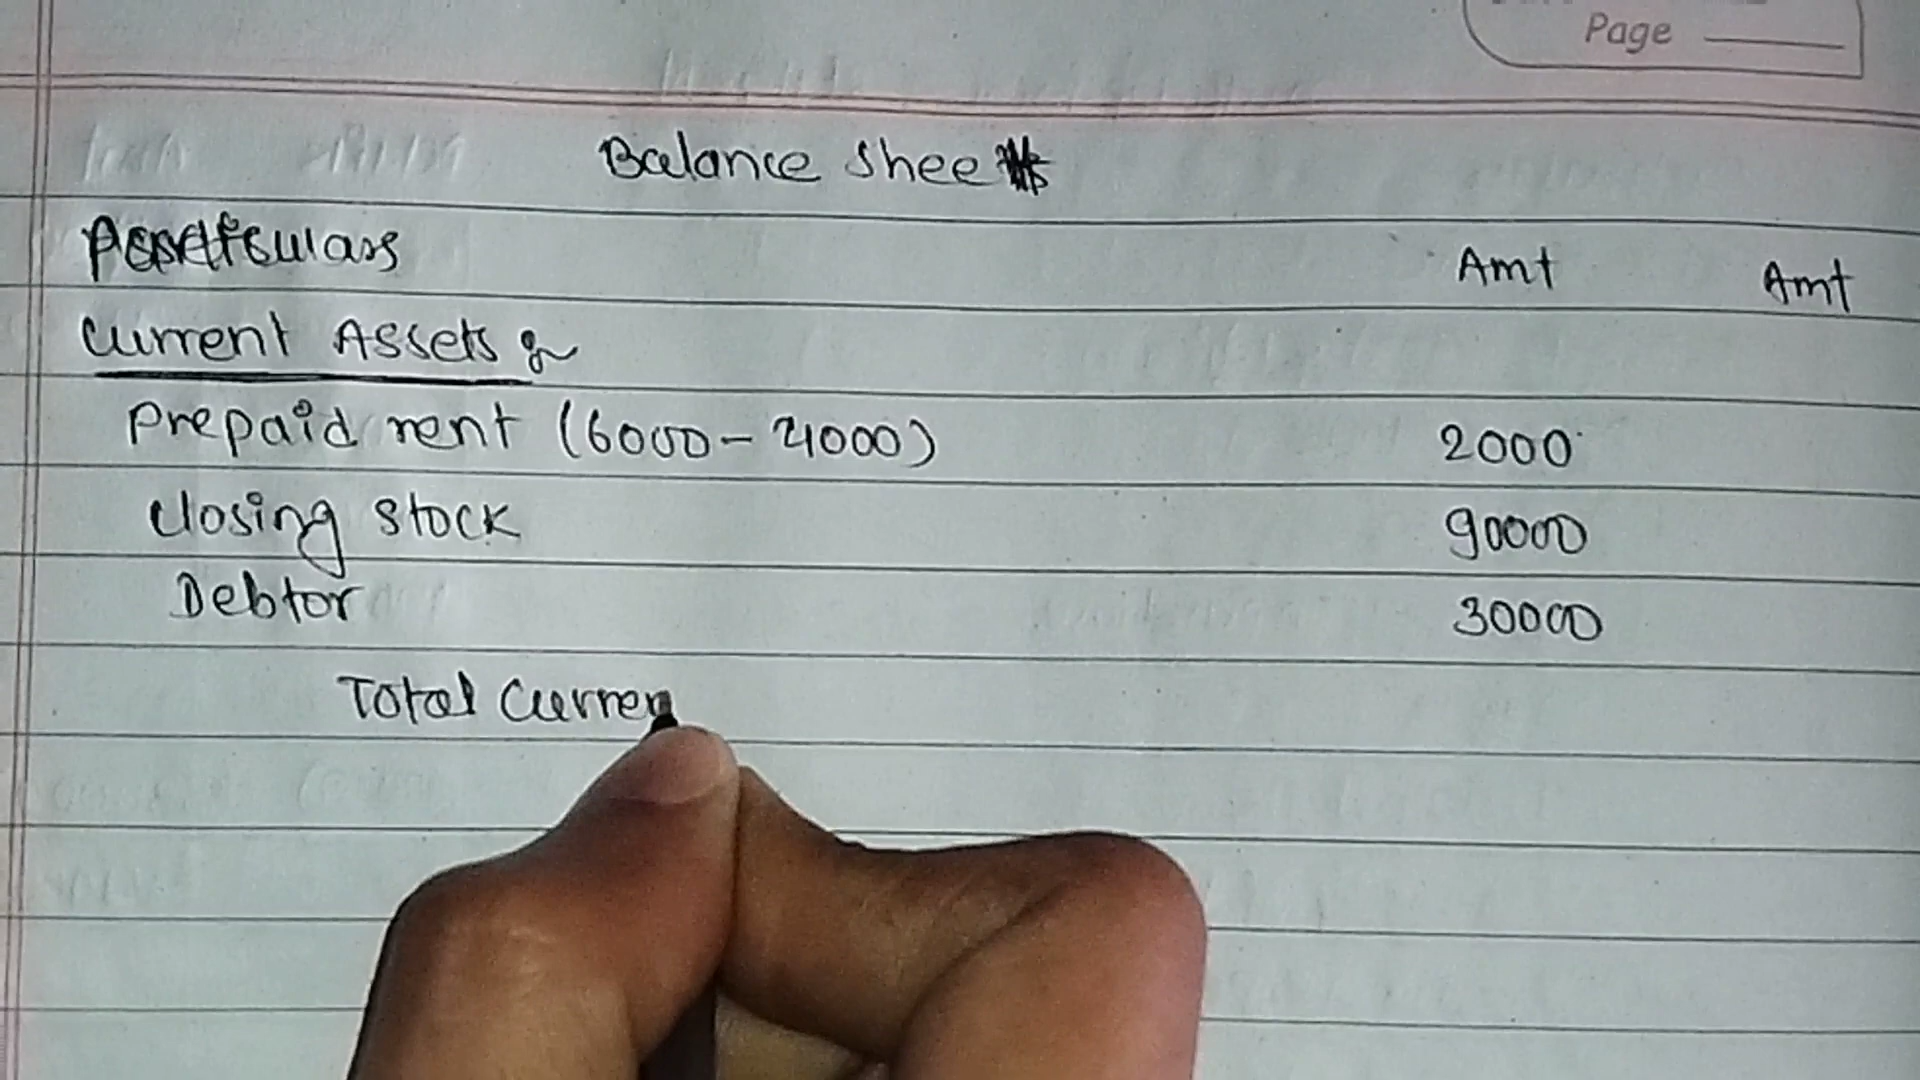 Page
Balance Sheet
Particulars Amt Amt
Current Assets :-
Prepaid rent (6000 - 4000) 2000
Closing Stock 90000
Debtor 30000
Total Curren